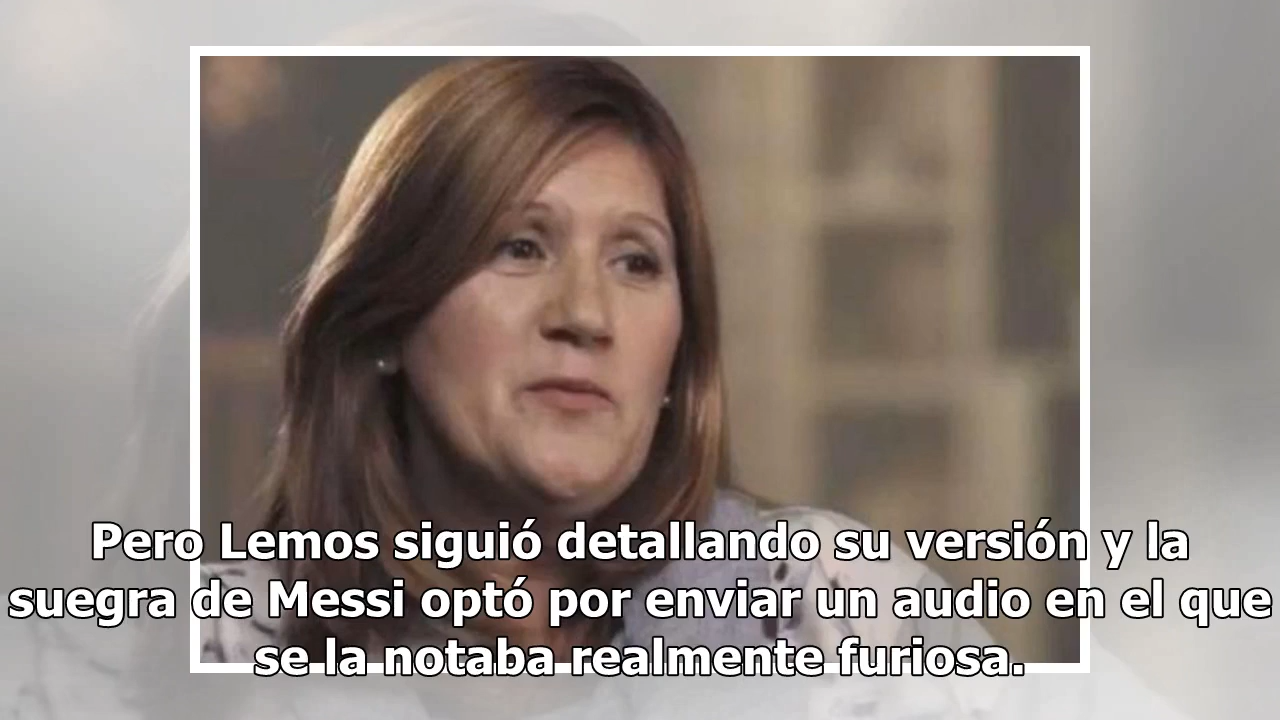 Pero Lemos siguió detallando su versión y la
suegra de Messi optó por enviar un audio en el que
se la notaba realmente furiosa.